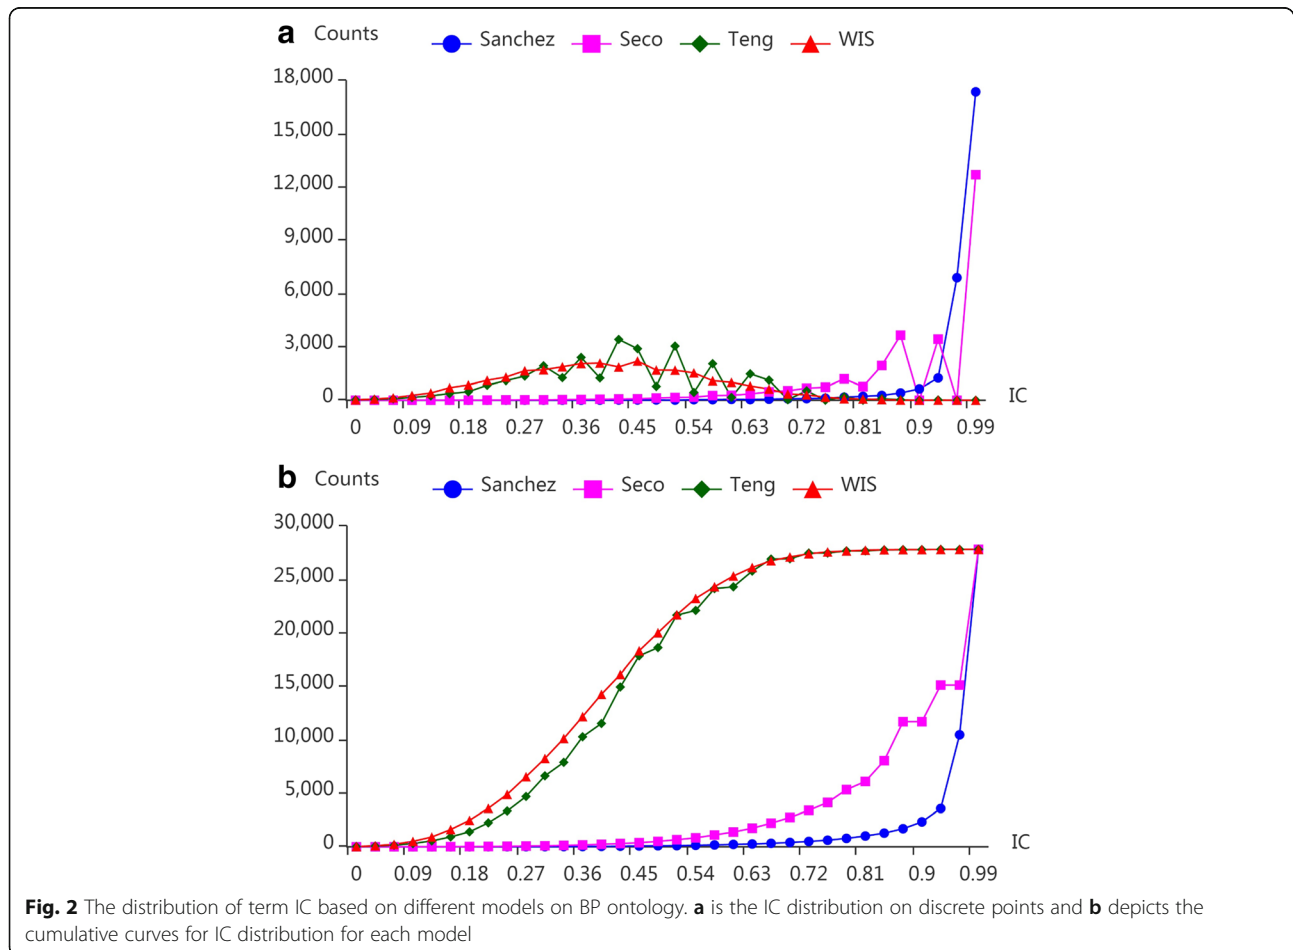 a Counts Sanchez Seco Teng WIS
18,000
15,000
12,000
9,000
6,000
3,000
0
IC
0 0.09 0.18 0.27 0.36 0.45 0.54 0.63 0.72 0.81 0.9 0.99
b Counts Sanchez Seco Teng WIS
30,000
25,000
20,000
15,000
10,000
5,000
0
IC
0 0.09 0.18 0.27 0.36 0.45 0.54 0.63 0.72 0.81 0.9 0.99
Fig. 2 The distribution of term IC based on different models on BP ontology. a is the IC distribution on discrete points and b depicts the
cumulative curves for IC distribution for each model